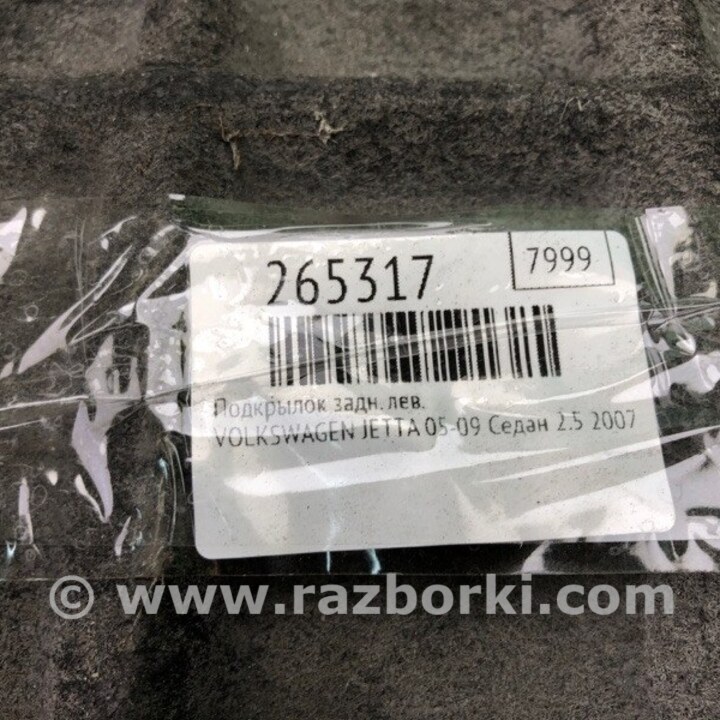 265317
7999
Подкрылок задн. лев.
VOLKSWAGEN JETTA 05-09 Седан 2.5 2007
© www.razborki.com